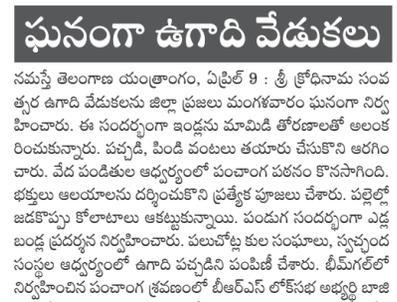 ఘనంగా ఉగాది వేడుకలు
నమస్తే తెలంగాణ యంత్రాంగం, ఏప్రిల్ 9 : శ్రీ క్రోధినామ సంవ
త్సర ఉగాది వేడుకలను జిల్లా ప్రజలు మంగళవారం ఘనంగా నిర్వ
హించారు. ఈ సందర్భంగా ఇండ్లను మామిడి తోరణాలతో అలంక
రించుకున్నారు. పచ్చడి, పిండి వంటలు తయారు చేసుకొని ఆరగిం
చారు. వేద పండితుల ఆధ్వర్యంలో పంచాంగ పఠనం కొనసాగింది.
భక్తులు ఆలయాలను దర్శించుకొని ప్రత్యేక పూజలు చేశారు. పల్లెల్లో
జడకొప్పు కోలాటాలు ఆకట్టుకున్నాయి. పండుగ సందర్భంగా ఎడ్ల
బండ్ల ప్రదర్శన నిర్వహించారు. పలుచోట్ల కుల సంఘాలు, స్వచ్ఛంద
సంస్థల ఆధ్వర్యంలో ఉగాది పచ్చడిని పంపిణీ చేశారు. భీమ్‌గల్‌లో
నిర్వహించిన పంచాంగ శ్రవణంలో బీఆర్ఎస్ లోక్‌సభ అభ్యర్థి బాజి